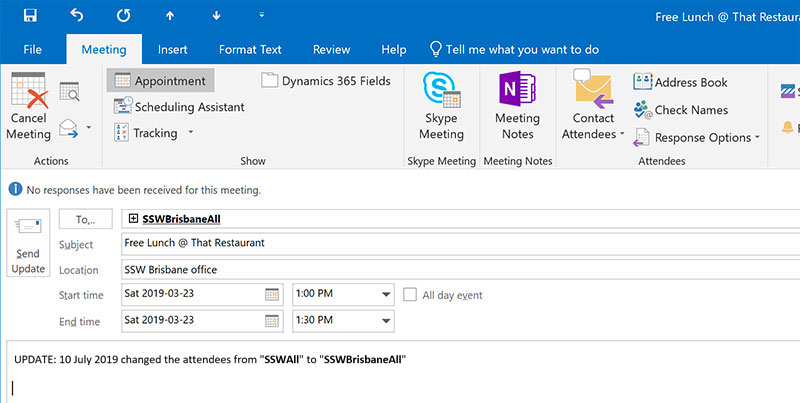 Free Lunch @ That Restaura
File Meeting Insert Format Text Review Help Tell me what you want to do
Cancel Meeting
Actions
Appointment
Scheduling Assistant
Tracking
Dynamics 365 Fields
Show
Skype Meeting
Skype Meeting
Meeting Notes
Meeting Notes
Contact Attendees
Address Book
Check Names
Response Options
Attendees
No responses have been received for this meeting.
Send Update
To... SSWBrisbaneAll
Subject Free Lunch @ That Restaurant
Location SSW Brisbane office
Start time Sat 2019-03-23 1:00 PM All day event
End time Sat 2019-03-23 1:30 PM
UPDATE: 10 July 2019 changed the attendees from "SSWAll" to "SSWBrisbaneAll"